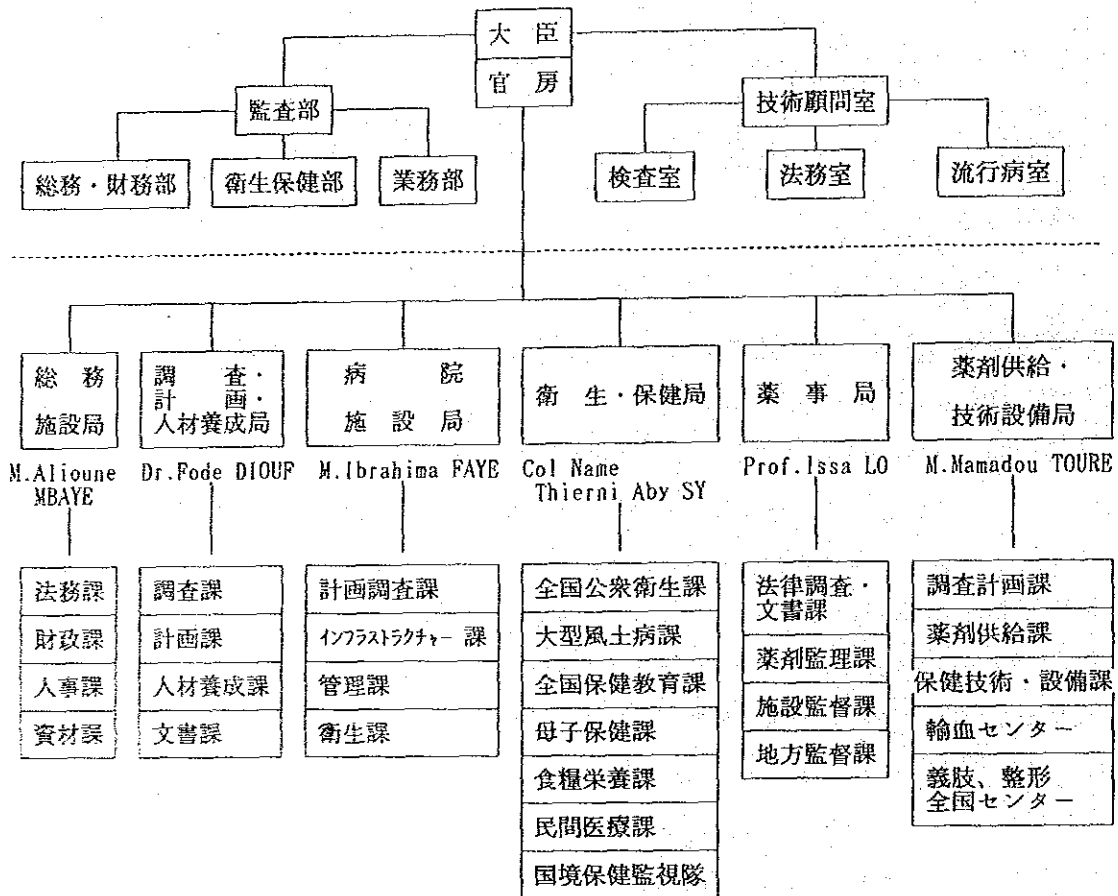 大臣
官房
監査部
技術顧問室
総務・財務部
衛生保健部
業務部
検査室
法務室
流行病室
総務
施設局
調査・
計画・
人材養成局
病院
施設局
衛生・保健局
薬事局
薬剤供給・
技術設備局
M.Alioune
MBAYE
Dr.Fode DIOUF
M.Ibrahima FAYE
Col Name
Thierni Aby SY
Prof.Issa LO
M.Mamadou TOURE
法務課
財政課
人事課
資材課
調査課
計画課
人材養成課
文書課
計画調査課
インフラストラクチャー課
管理課
衛生課
全国公衆衛生課
大型風土病課
全国保健教育課
母子保健課
食糧栄養課
民間医療課
国境保健監視隊
法律調査・
文書課
薬剤監理課
施設監督課
地方監督課
調査計画課
薬剤供給課
保健技術・設備課
輸血センター
義肢、整形
全国センター